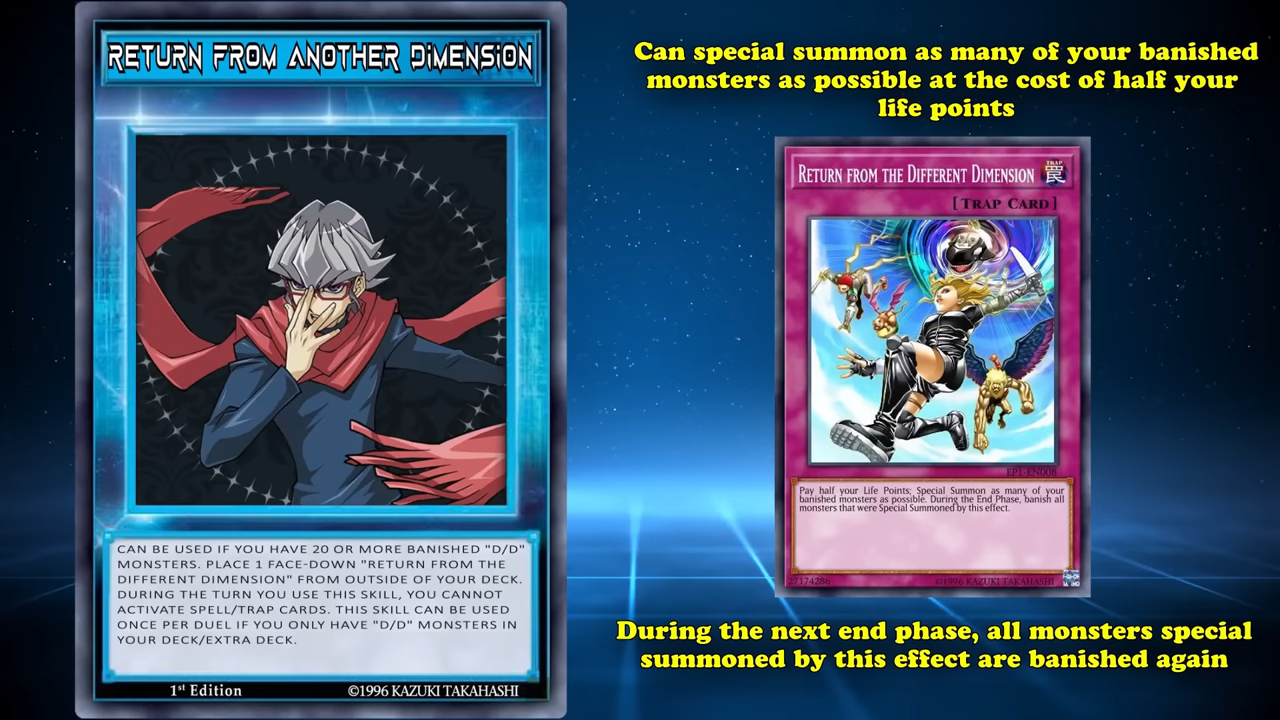 RETURN FROM ANOTHER DIMENSION
CAN BE USED IF YOU HAVE 20 OR MORE BANISHED "D/D"
MONSTERS. PLACE 1 FACE-DOWN "RETURN FROM THE
DIFFERENT DIMENSION" FROM OUTSIDE OF YOUR DECK.
DURING THE TURN YOU USE THIS SKILL, YOU CANNOT
ACTIVATE SPELL/TRAP CARDS. THIS SKILL CAN BE USED
ONCE PER DUEL IF YOU ONLY HAVE "D/D" MONSTERS IN
YOUR DECK/EXTRA DECK.
1st Edition
©1996 KAZUKI TAKAHASHI
Can special summon as many of your banished
monsters as possible at the cost of half your
life points
RETURN FROM THE DIFFERENT DIMENSION
TRAP
罠
[TRAP CARD]
EP1-EN008
Pay half your Life Points; Special Summon as many of your
banished monsters as possible. During the End Phase, banish all
monsters that were Special Summoned by this effect.
27174286
©1996 KAZUKI TAKAHASHI
During the next end phase, all monsters special
summoned by this effect are banished again